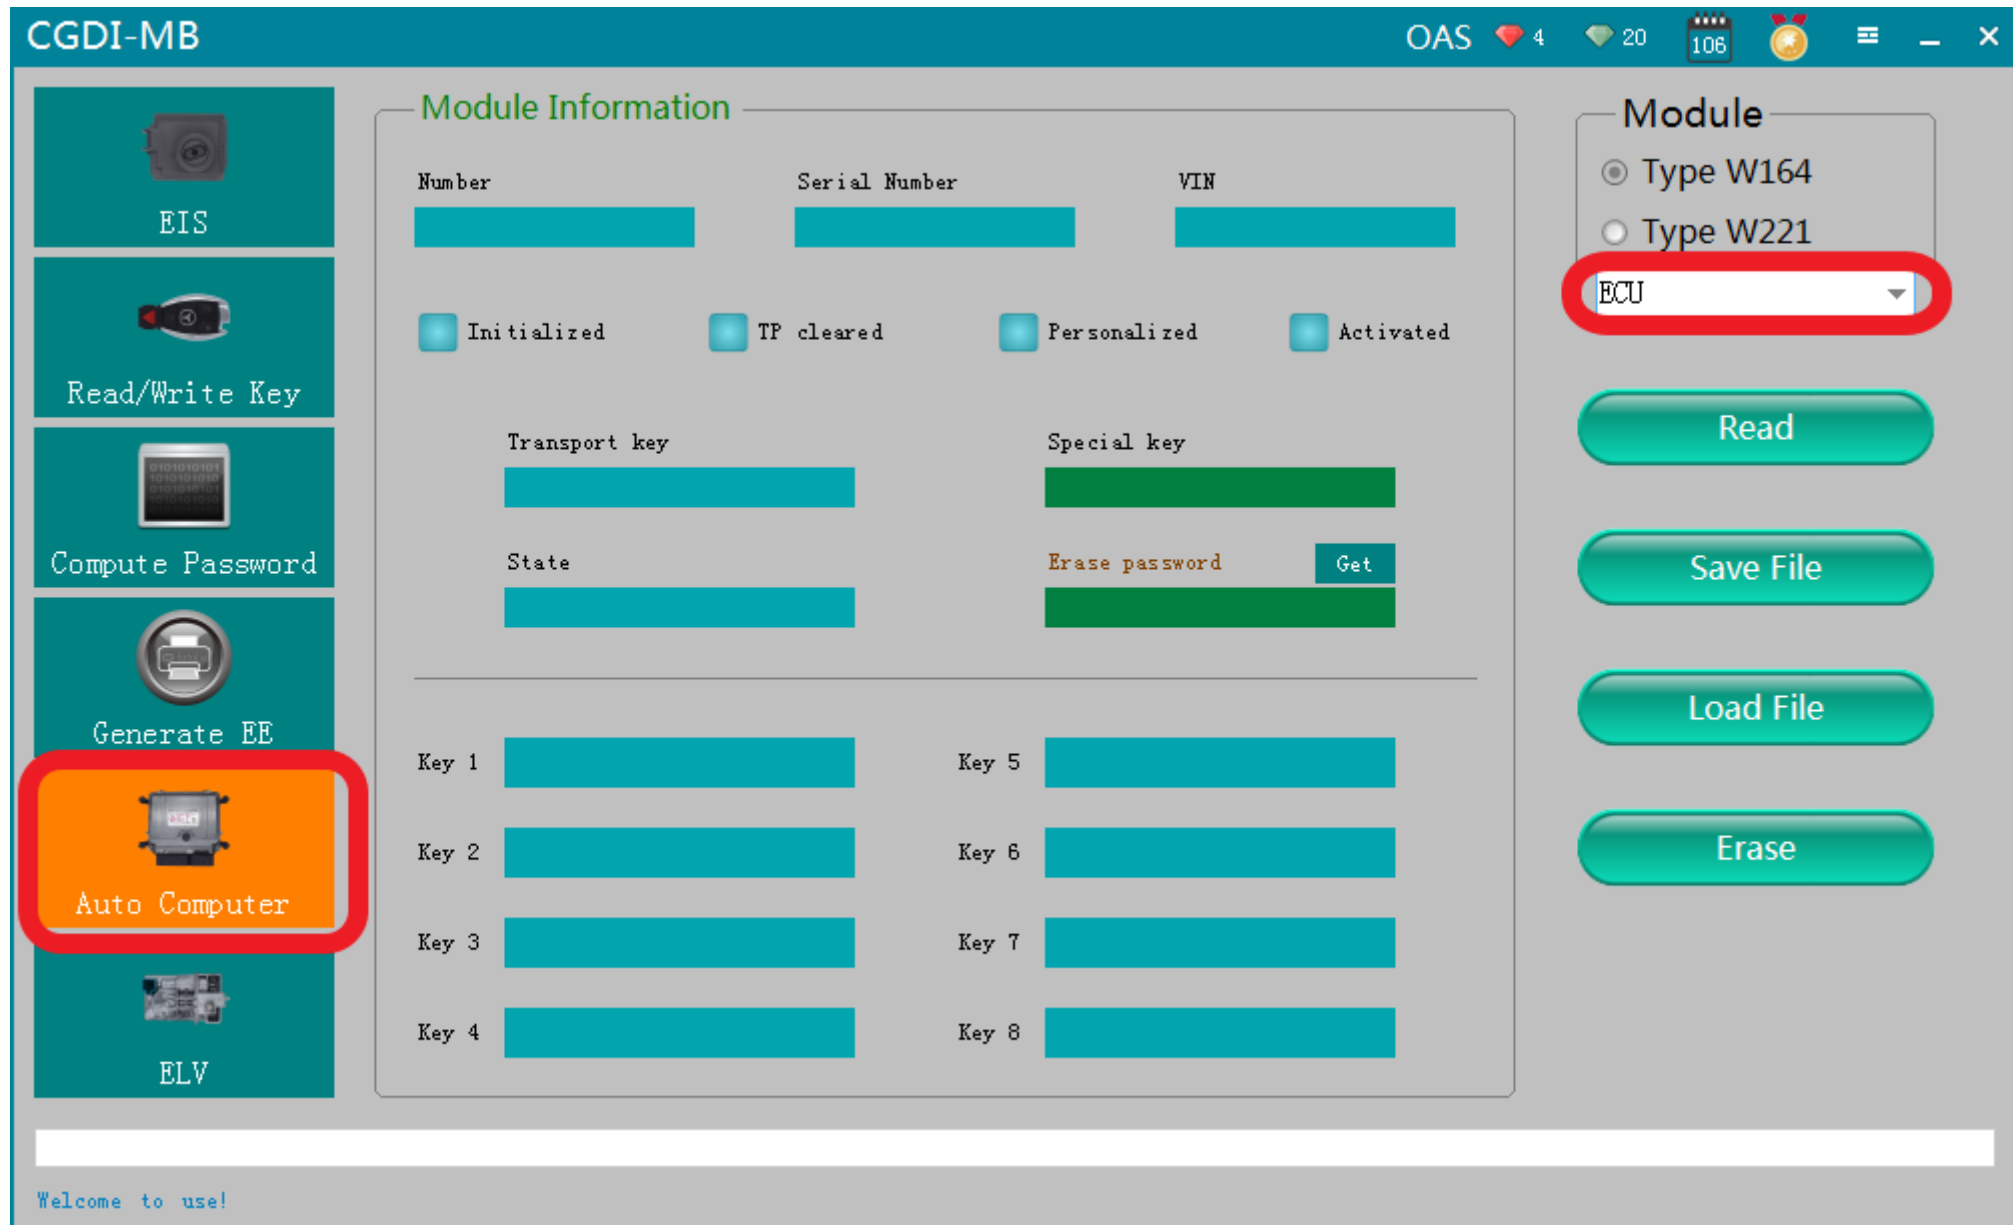 CGDI-MB
OAS 4 20 106
EIS
Read/Write Key
Compute Password
Generate EE
Auto Computer
ELV
Module Information
Number Serial Number VIN
Initialized TP cleared Personalized Activated
Transport key Special key
State Erase password Get
Key 1 Key 5
Key 2 Key 6
Key 3 Key 7
Key 4 Key 8
Module
Type W164
Type W221
ECU
Read
Save File
Load File
Erase
Welcome to use!